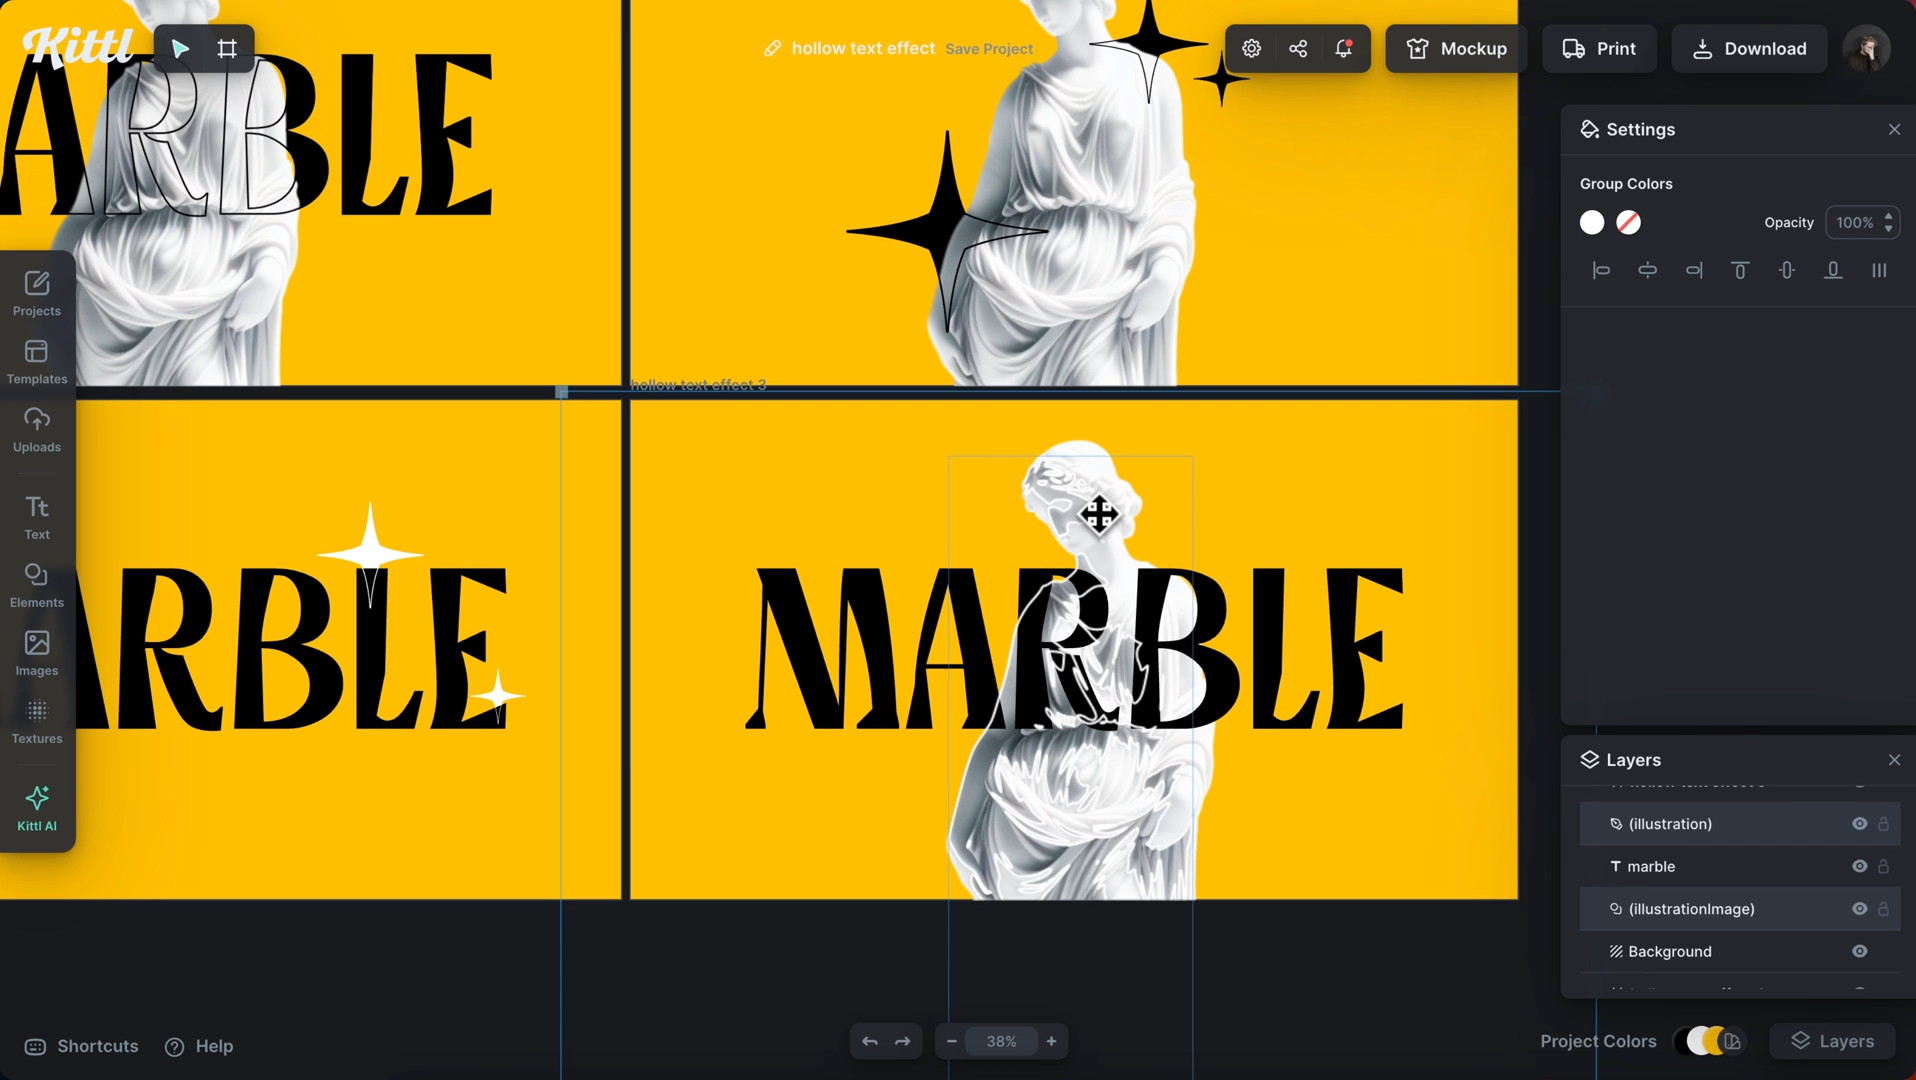 Kittl
hollow text effect Save Project
Mockup
Print
Download
ARBLE
Settings
Group Colors
Opacity 100%
Projects
Templates
Uploads
Text
Elements
Images
Textures
Kittl AI
hollow text effect 3
ARBLE
MARBLE
Layers
(illustration)
marble
(illustrationImage)
Background
Shortcuts
Help
38%
Project Colors
Layers